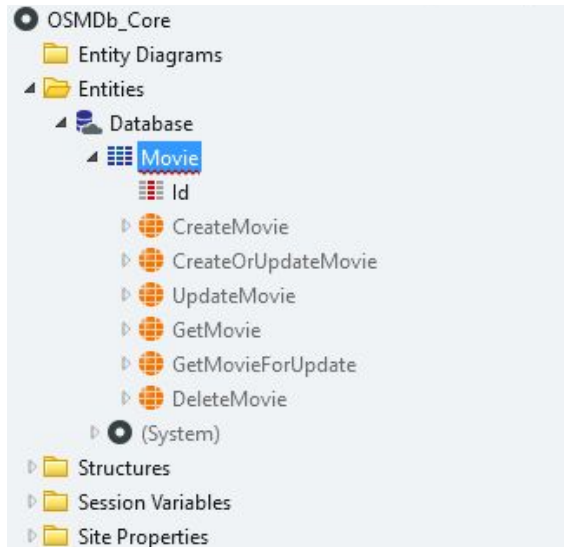 OSMDb_Core
Entity Diagrams
Entities
Database
Movie
Id
CreateMovie
CreateOrUpdateMovie
UpdateMovie
GetMovie
GetMovieForUpdate
DeleteMovie
(System)
Structures
Session Variables
Site Properties